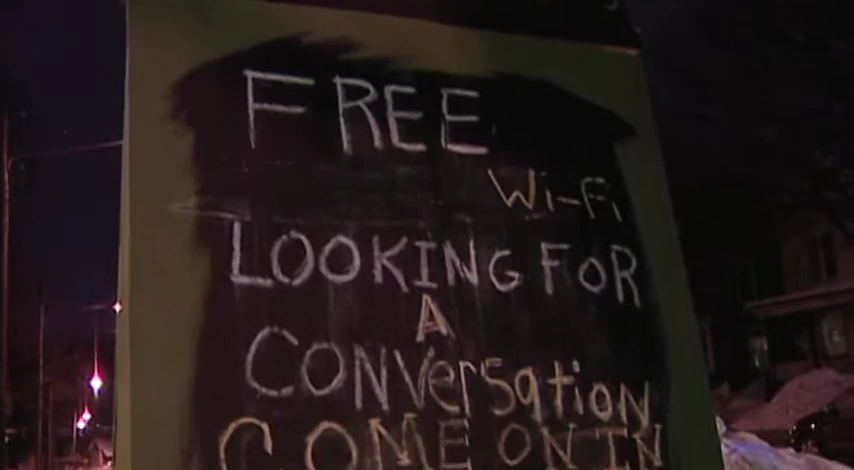 FREE
Wi-Fi
LOOKING FOR
A
CONVersation
COME ON IN